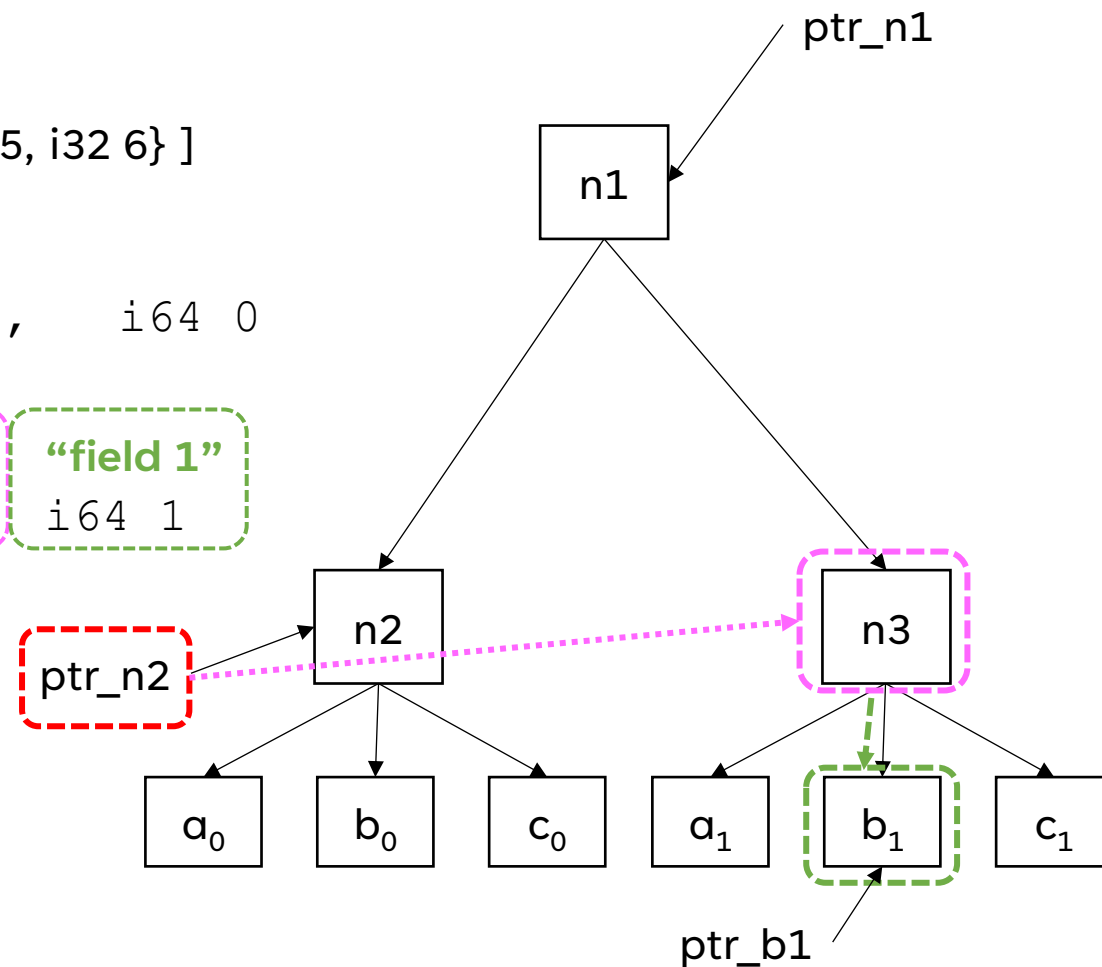 ptr_n1
5, i32 6} ]
n1
, i64 0
“field 1”
i64 1
n2
n3
ptr_n2
a₀ b₀ c₀ a₁ b₁ c₁
ptr_b1